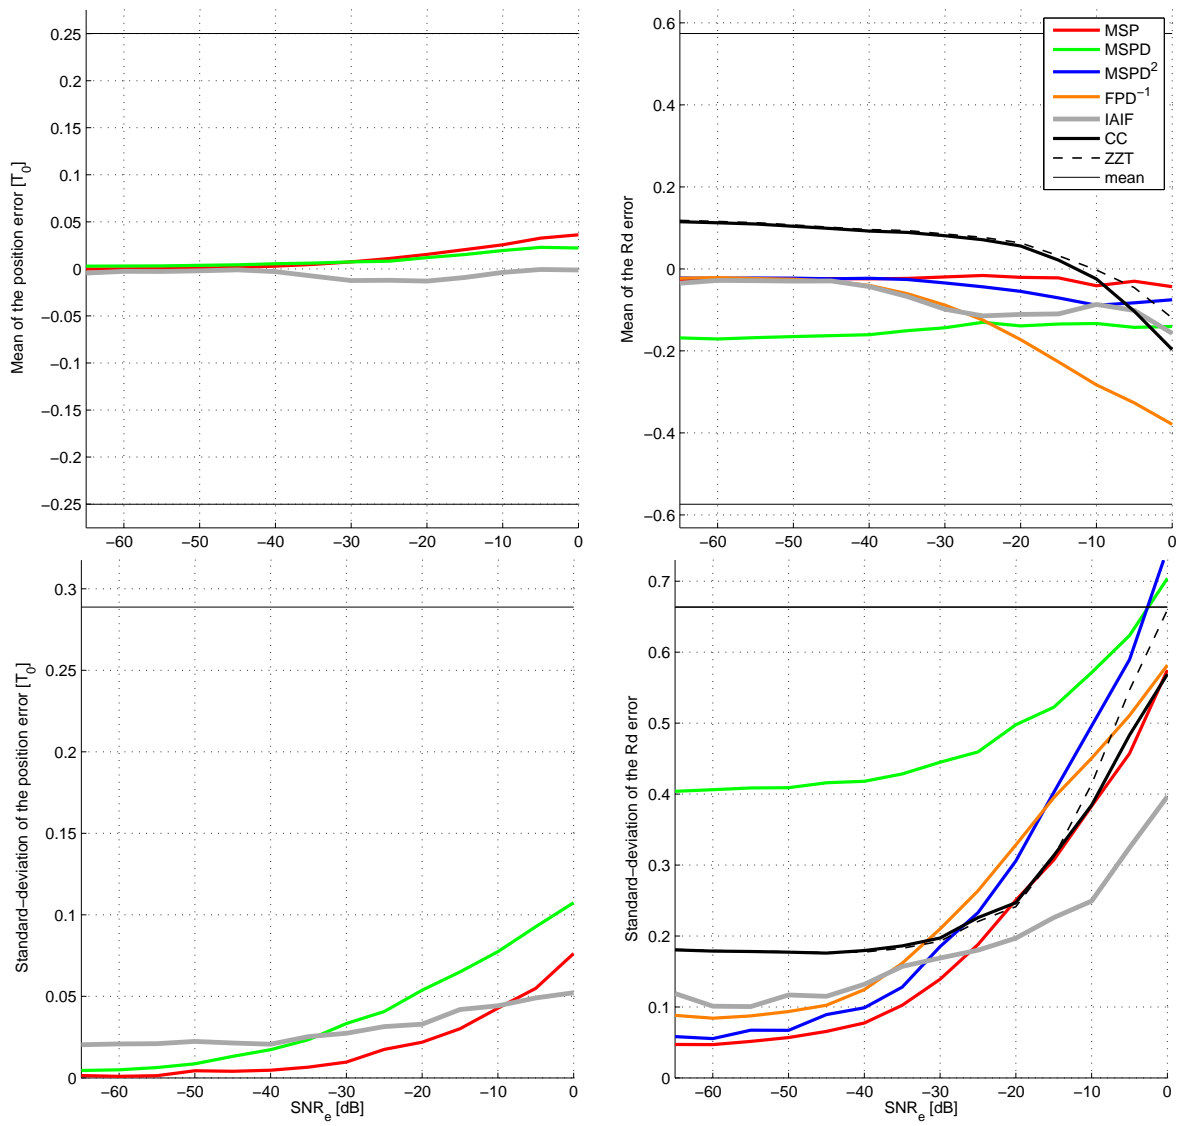 Mean of the position error [T0]
0.25
0.2
0.15
0.1
0.05
0
−0.05
−0.1
−0.15
−0.2
−0.25
−60 −50 −40 −30 −20 −10 0
Mean of the Rd error
0.6
0.4
0.2
0
−0.2
−0.4
−0.6
−60 −50 −40 −30 −20 −10 0
MSP
MSPD
MSPD²
FPD⁻¹
IAIF
CC
ZZT
mean
Standard−deviation of the position error [T0]
0.3
0.25
0.2
0.15
0.1
0.05
0
−60 −50 −40 −30 −20 −10 0
SNRe [dB]
Standard−deviation of the Rd error
0.7
0.6
0.5
0.4
0.3
0.2
0.1
0
−60 −50 −40 −30 −20 −10 0
SNRe [dB]